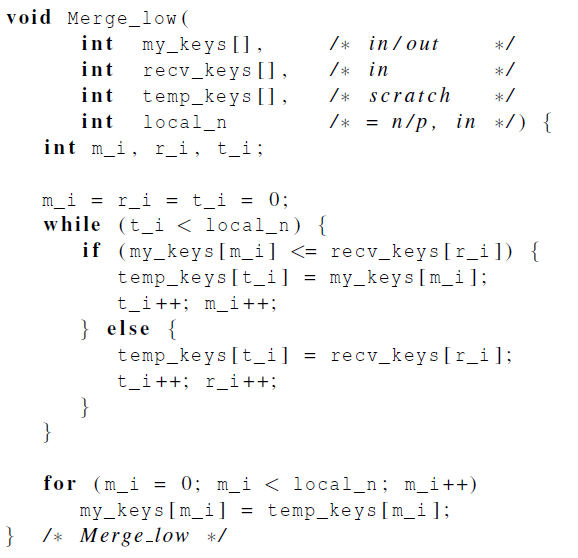 void Merge_low(
      int  my_keys[],     /* in/out    */
      int  recv_keys[],   /* in        */
      int  temp_keys[],   /* scratch   */
      int  local_n        /* = n/p, in */) {
   int m_i, r_i, t_i;

   m_i = r_i = t_i = 0;
   while (t_i < local_n) {
      if (my_keys[m_i] <= recv_keys[r_i]) {
         temp_keys[t_i] = my_keys[m_i];
         t_i++; m_i++;
      } else {
         temp_keys[t_i] = recv_keys[r_i];
         t_i++; r_i++;
      }
   }

   for (m_i = 0; m_i < local_n; m_i++)
      my_keys[m_i] = temp_keys[m_i];
}  /* Merge_low */